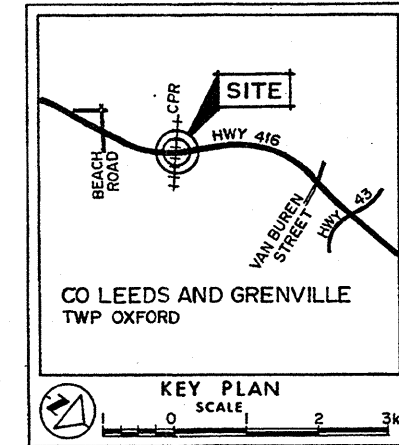 SITE
CPR
HWY 416
BEACH
ROAD
VAN BUREN
STREET
HWY 43
CO LEEDS AND GRENVILLE
TWP OXFORD
KEY PLAN
SCALE
N
1 0 1 2 3k